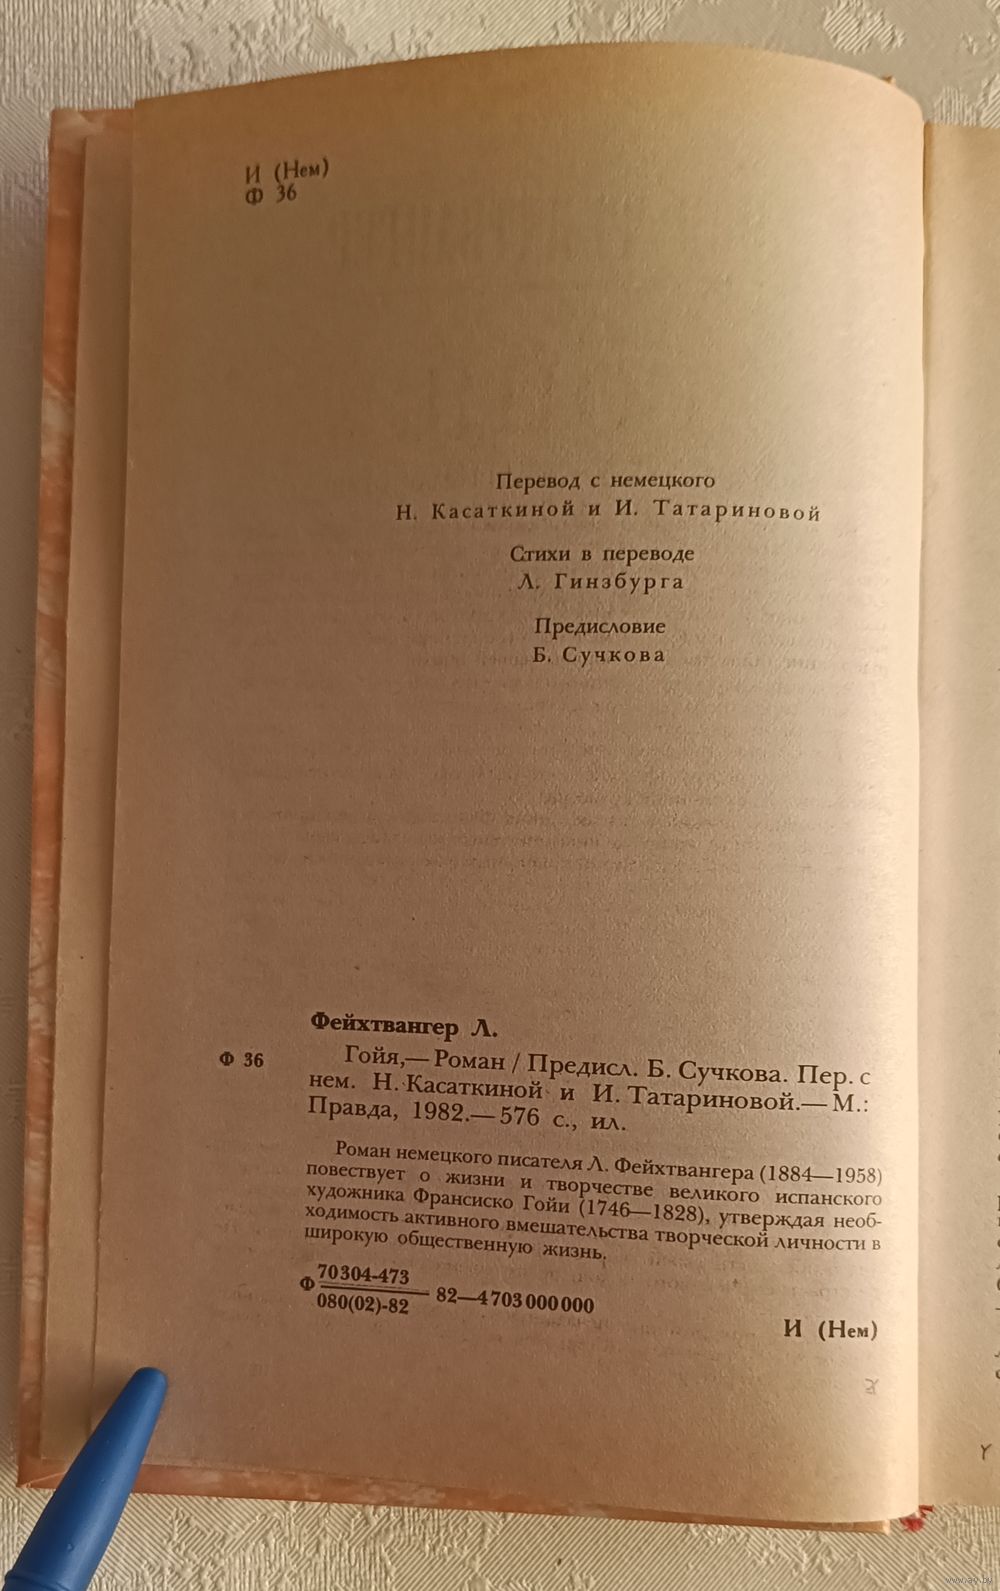 И (Нем)
Ф 36
Перевод с немецкого
Н. Касаткиной и И. Татариновой
Стихи в переводе
Л. Гинзбурга
Предисловие
Б. Сучкова
Фейхтвангер Л.
Ф 36
Гойя,— Роман / Предисл. Б. Сучкова. Пер. с
нем. Н. Касаткиной и И. Татариновой.— М.:
Правда, 1982.— 576 с., ил.
Роман немецкого писателя Л. Фейхтвангера (1884—1958)
повествует о жизни и творчестве великого испанского
художника Франсиско Гойи (1746—1828), утверждая необ-
ходимость активного вмешательства творческой личности в
широкую общественную жизнь.
Ф 70304-473
080(02)-82 82—4703000000
И (Нем)
www.ay.by